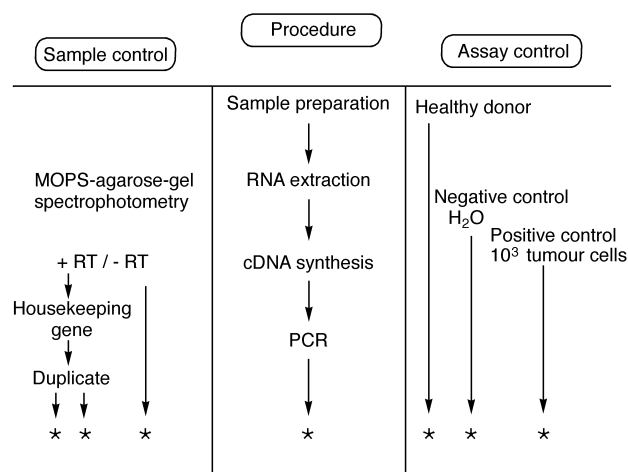 Sample control
Procedure
Assay control
MOPS-agarose-gel
spectrophotometry
+ RT / - RT
Housekeeping
gene
Duplicate
* * *
Sample preparation
RNA extraction
cDNA synthesis
PCR
*
Healthy donor
Negative control
H₂O
Positive control
10³ tumour cells
* * *